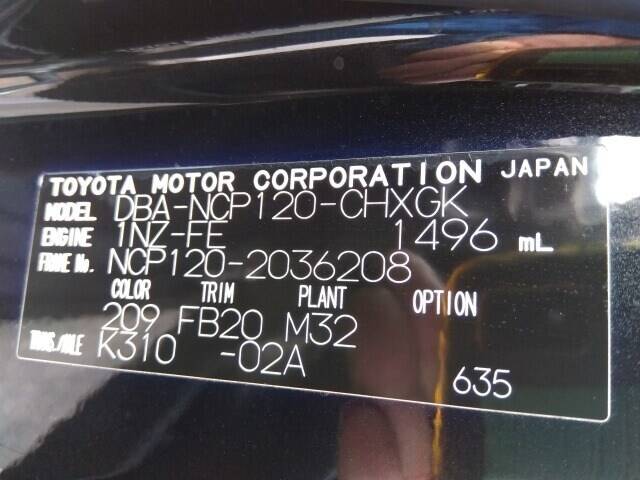 TOYOTA MOTOR CORPORATION JAPAN
MODEL DBA-NCP120-CHXGK
ENGINE 1NZ-FE 1496 mL
FRAME No. NCP120-2036208
COLOR TRIM PLANT OPTION
209 FB20 M32
TRANS./AXLE K310 -02A
635